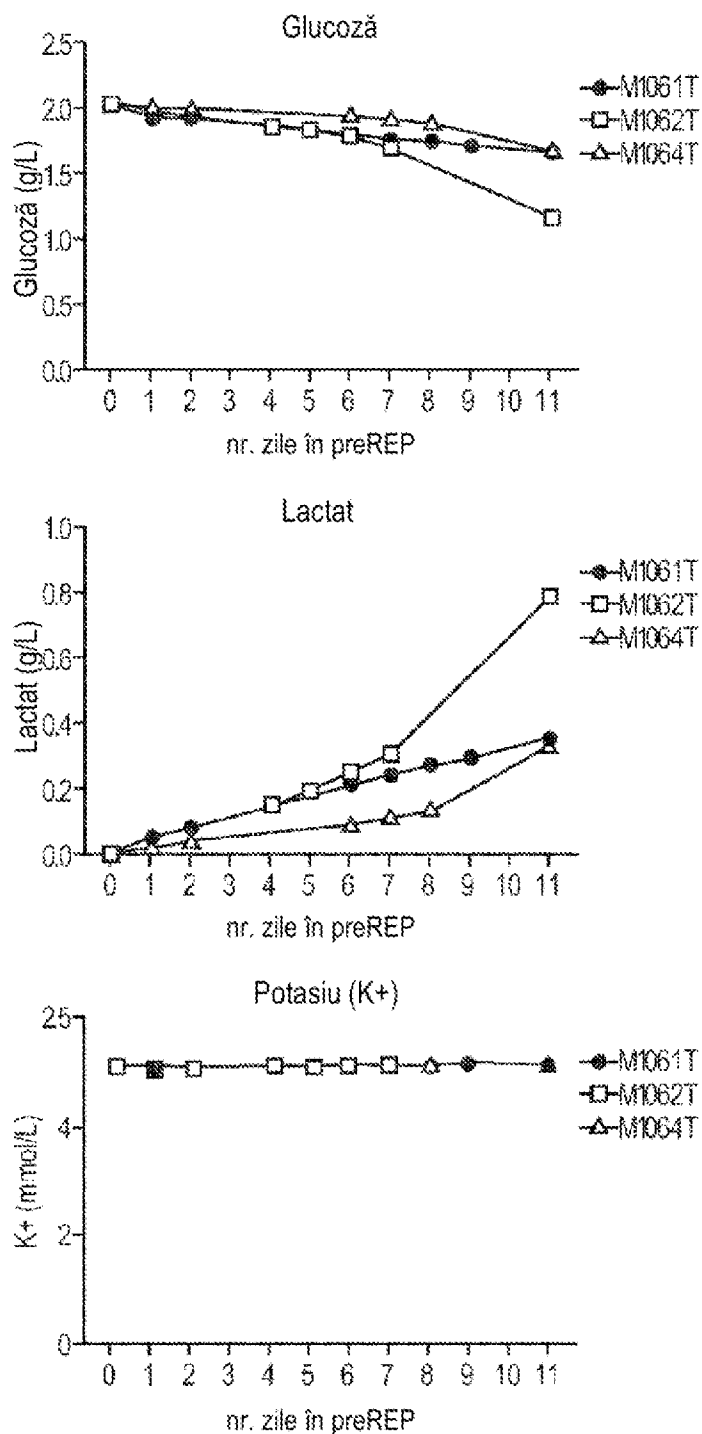 Glucoză
2.5
2.0
1.5
1.0
0.5
0.0
Glucoză (g/L)
0 1 2 3 4 5 6 7 8 9 10 11
nr. zile în preREP
M1061T
M1062T
M1064T
Lactat
1.0
0.8
0.6
0.4
0.2
0.0
Lactat (g/L)
0 1 2 3 4 5 6 7 8 9 10 11
nr. zile în preREP
M1061T
M1062T
M1064T
Potasiu (K+)
25
4
2
0
K+ (mmol/L)
0 1 2 3 4 5 6 7 8 9 10 11
nr. zile în preREP
M1061T
M1062T
M1064T